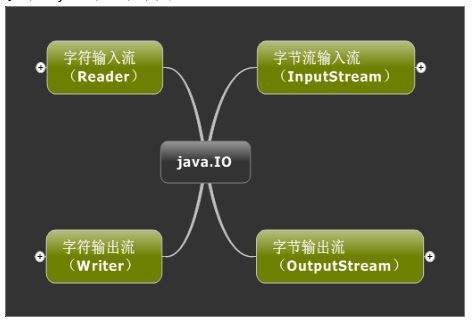 字符输入流
（Reader）
字节流输入流
（InputStream）
java.IO
字符输出流
（Writer）
字节输出流
（OutputStream）